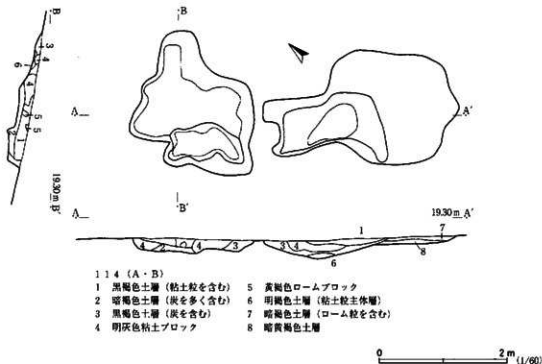 B
B
A
A'
B'
19.30m B'
3
4
6
4
5
5
2
1
19.30m A'
A
4
2
4
3
3
4
6
1
7
8
114 (A・B)
1 黒褐色土層 (粘土粒を含む)
2 暗褐色土層 (炭を多く含む)
3 黒褐色土層 (炭を含む)
4 明灰色粘土ブロック
5 黄褐色ロームブロック
6 明褐色土層 (粘土粒主体層)
7 暗褐色土層 (ローム粒を含む)
8 暗黄褐色土層
0 2m
(1/60)